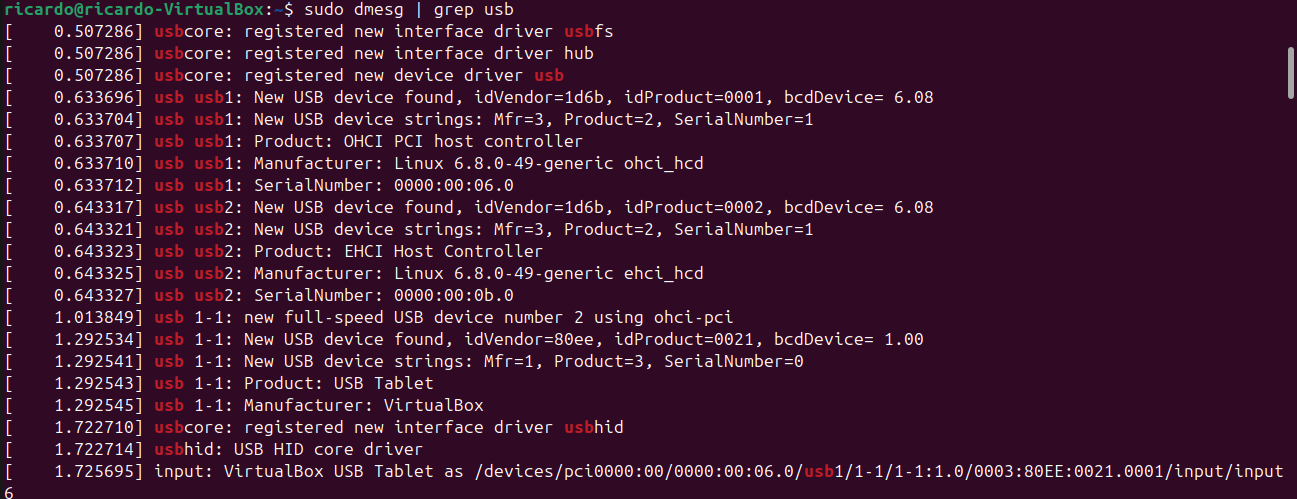 ricardo@ricardo-VirtualBox:~$ sudo dmesg | grep usb
[    0.507286] usbcore: registered new interface driver usbfs
[    0.507286] usbcore: registered new interface driver hub
[    0.507286] usbcore: registered new device driver usb
[    0.633696] usb usb1: New USB device found, idVendor=1d6b, idProduct=0001, bcdDevice= 6.08
[    0.633704] usb usb1: New USB device strings: Mfr=3, Product=2, SerialNumber=1
[    0.633707] usb usb1: Product: OHCI PCI host controller
[    0.633710] usb usb1: Manufacturer: Linux 6.8.0-49-generic ohci_hcd
[    0.633712] usb usb1: SerialNumber: 0000:00:06.0
[    0.643317] usb usb2: New USB device found, idVendor=1d6b, idProduct=0002, bcdDevice= 6.08
[    0.643321] usb usb2: New USB device strings: Mfr=3, Product=2, SerialNumber=1
[    0.643323] usb usb2: Product: EHCI Host Controller
[    0.643325] usb usb2: Manufacturer: Linux 6.8.0-49-generic ehci_hcd
[    0.643327] usb usb2: SerialNumber: 0000:00:0b.0
[    1.013849] usb 1-1: new full-speed USB device number 2 using ohci-pci
[    1.292534] usb 1-1: New USB device found, idVendor=80ee, idProduct=0021, bcdDevice= 1.00
[    1.292541] usb 1-1: New USB device strings: Mfr=1, Product=3, SerialNumber=0
[    1.292543] usb 1-1: Product: USB Tablet
[    1.292545] usb 1-1: Manufacturer: VirtualBox
[    1.722710] usbcore: registered new interface driver usbhid
[    1.722714] usbhid: USB HID core driver
[    1.725695] input: VirtualBox USB Tablet as /devices/pci0000:00/0000:00:06.0/usb1/1-1/1-1:1.0/0003:80EE:0021.0001/input/input
6